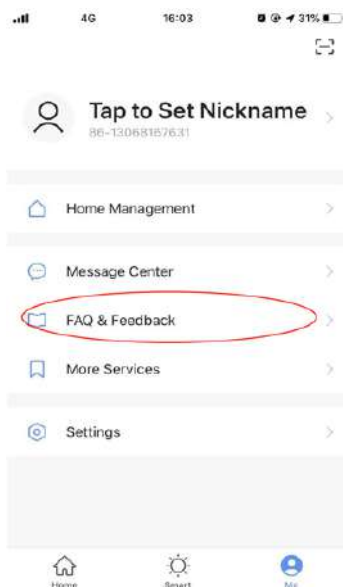 4G 16:03 31%
Tap to Set Nickname
86-13068167631
Home Management
Message Center
FAQ & Feedback
More Services
Settings
Home Smart Me